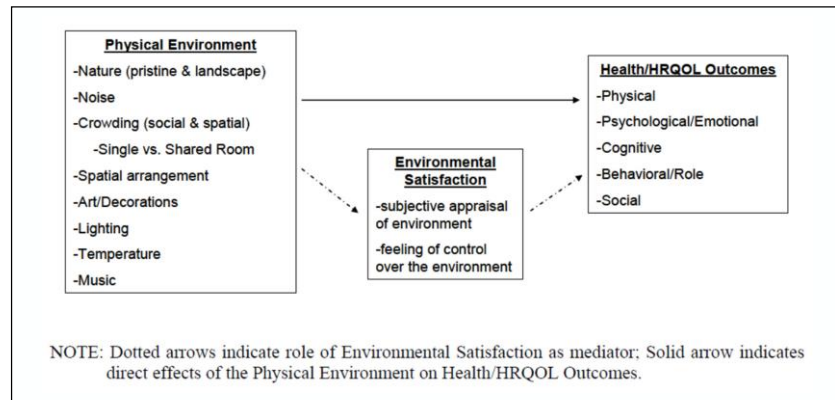 Physical Environment
-Nature (pristine & landscape)
-Noise
-Crowding (social & spatial)
-Single vs. Shared Room
-Spatial arrangement
-Art/Decorations
-Lighting
-Temperature
-Music
Environmental
Satisfaction
-subjective appraisal
of environment
-feeling of control
over the environment
Health/HRQOL Outcomes
-Physical
-Psychological/Emotional
-Cognitive
-Behavioral/Role
-Social
NOTE: Dotted arrows indicate role of Environmental Satisfaction as mediator; Solid arrow indicates
direct effects of the Physical Environment on Health/HRQOL Outcomes.